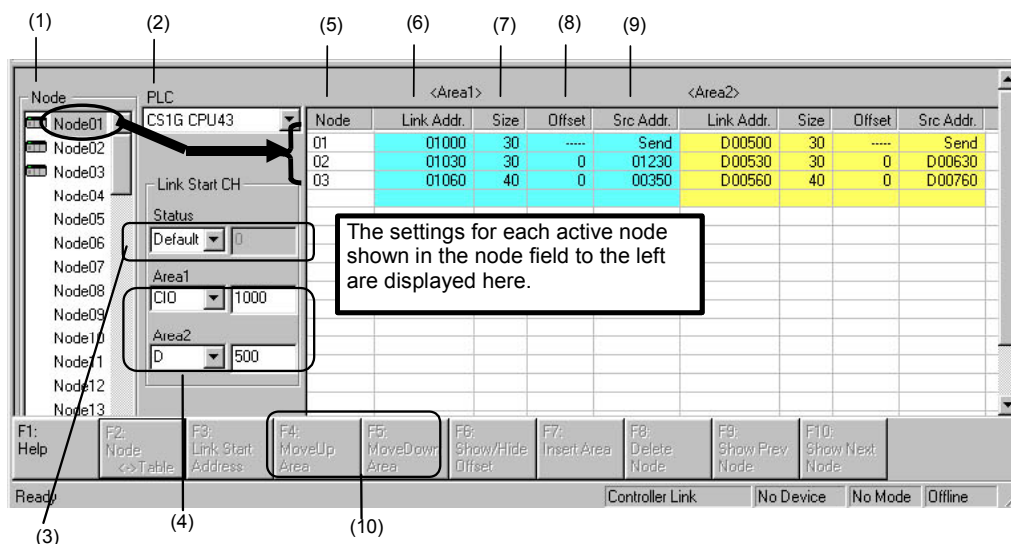 (1) (2) (5) (6) (7) (8) (9)
<Area1> <Area2>
Node PLC
CS1G CPU43
Node Link Addr. Size Offset Src Addr. Link Addr. Size Offset Src Addr.
01 01000 30 ----- Send D00500 30 ----- Send
02 01030 30 0 01230 D00530 30 0 D00630
03 01060 40 0 00350 D00560 40 0 D00760
Node01
Node02
Node03
Node04
Node05
Node06
Node07
Node08
Node09
Node10
Node11
Node12
Node13
Link Start CH
Status
Default 0
Area1
CIO 1000
Area2
D 500
The settings for each active node
shown in the node field to the left
are displayed here.
F1:
Help
F2:
Node
<->Table
F3:
Link Start
Address
F4:
MoveUp
Area
F5:
MoveDown
Area
F6:
Show/Hide
Offset
F7:
Insert Area
F8:
Delete
Node
F9:
Show Prev
Node
F10:
Show Next
Node
Ready Controller Link No Device No Mode Offline
(3) (4) (10)